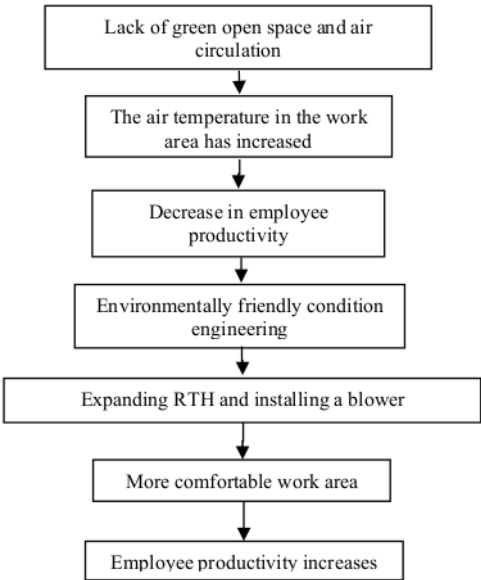 Lack of green open space and air
circulation
The air temperature in the work
area has increased
Decrease in employee
productivity
Environmentally friendly condition
engineering
Expanding RTH and installing a blower
More comfortable work area
Employee productivity increases